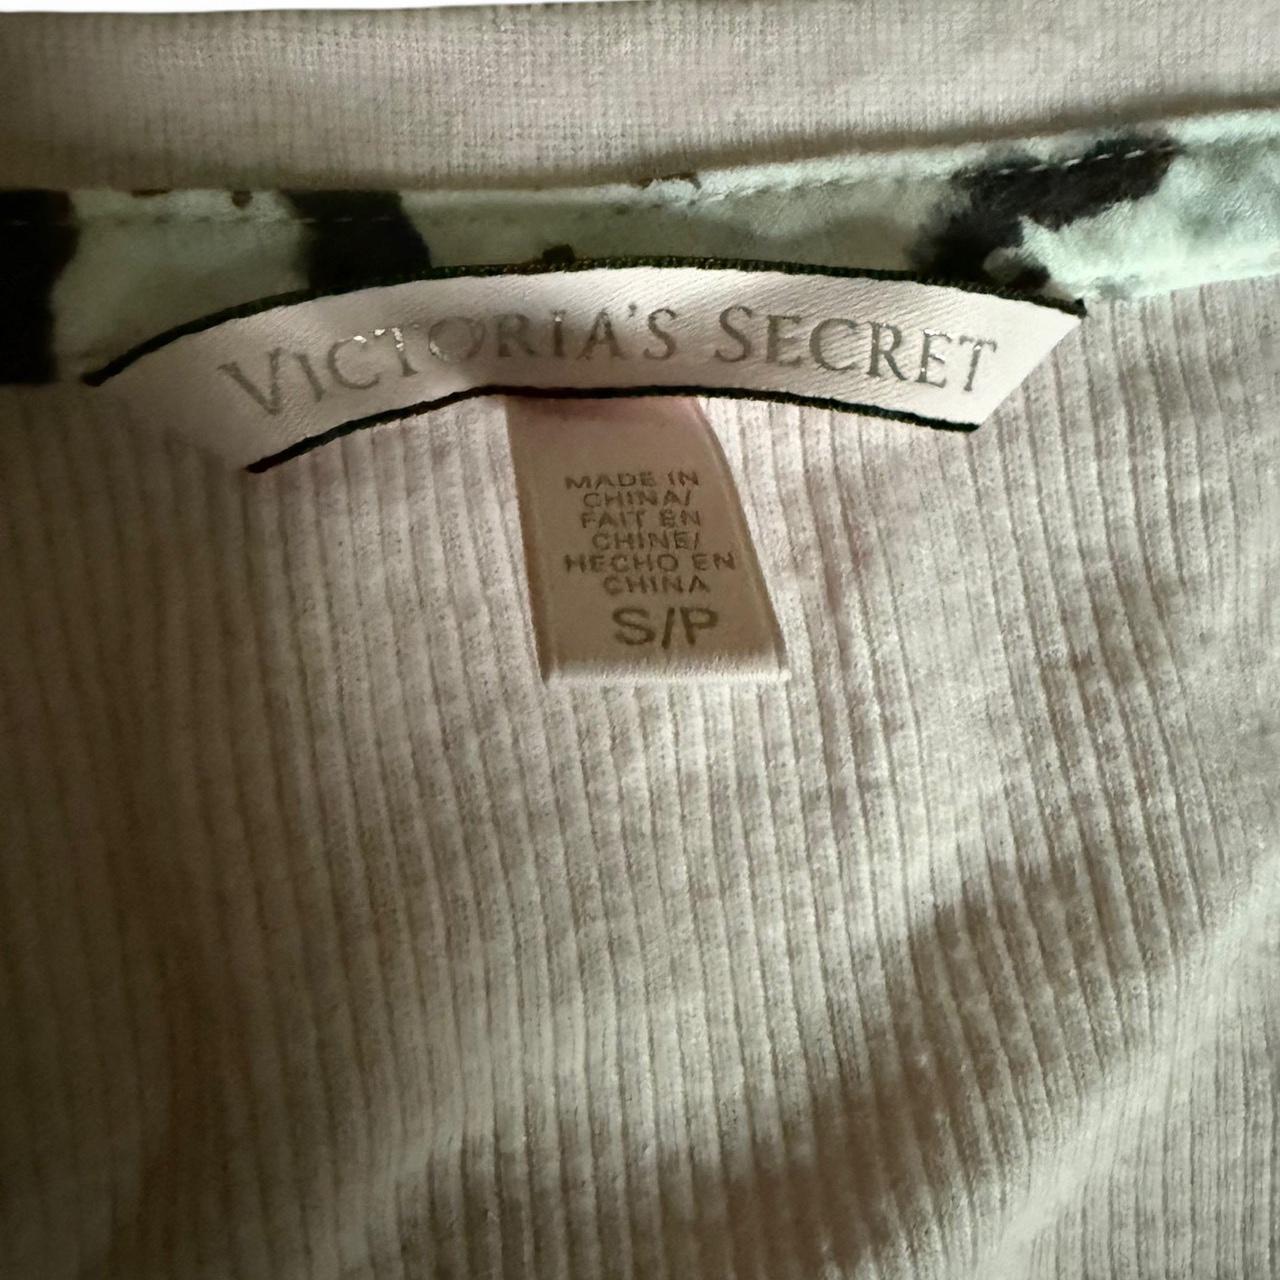 VICTORIA'S SECRET
MADE IN
CHINA/
FAIT EN
CHINE/
HECHO EN
CHINA
S/P